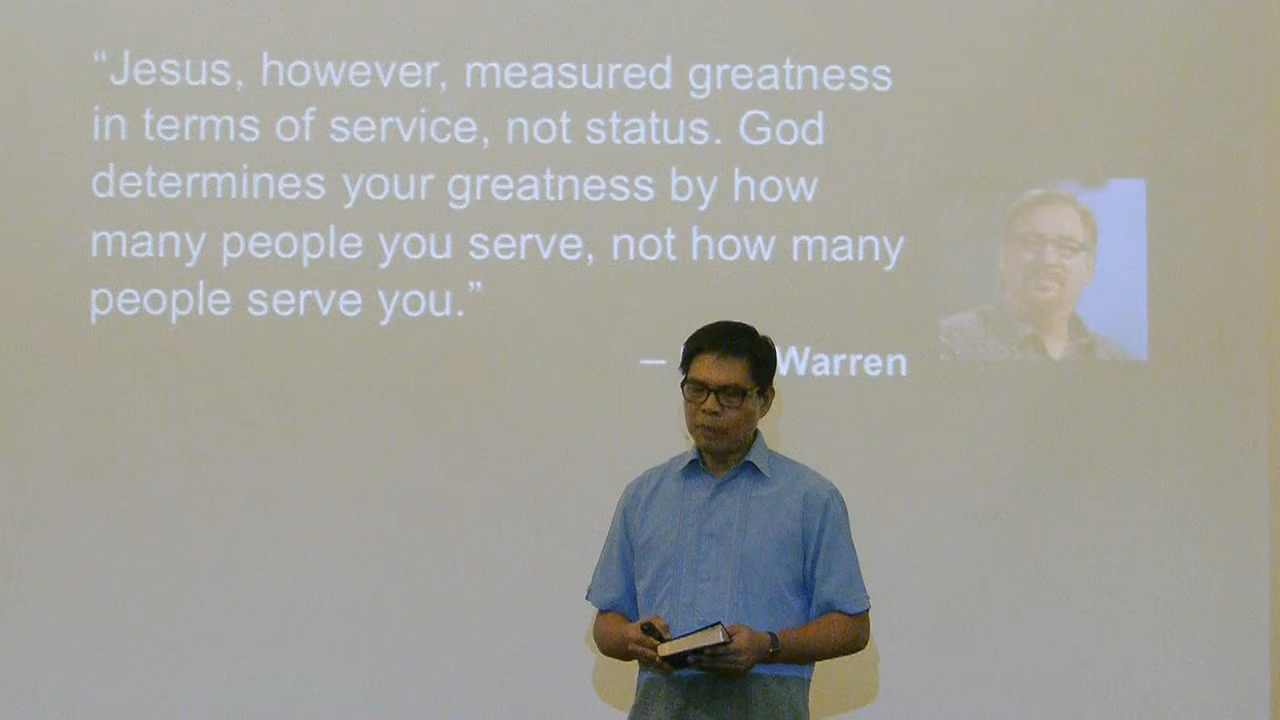 “Jesus, however, measured greatness
in terms of service, not status. God
determines your greatness by how
many people you serve, not how many
people serve you.”
– Warren